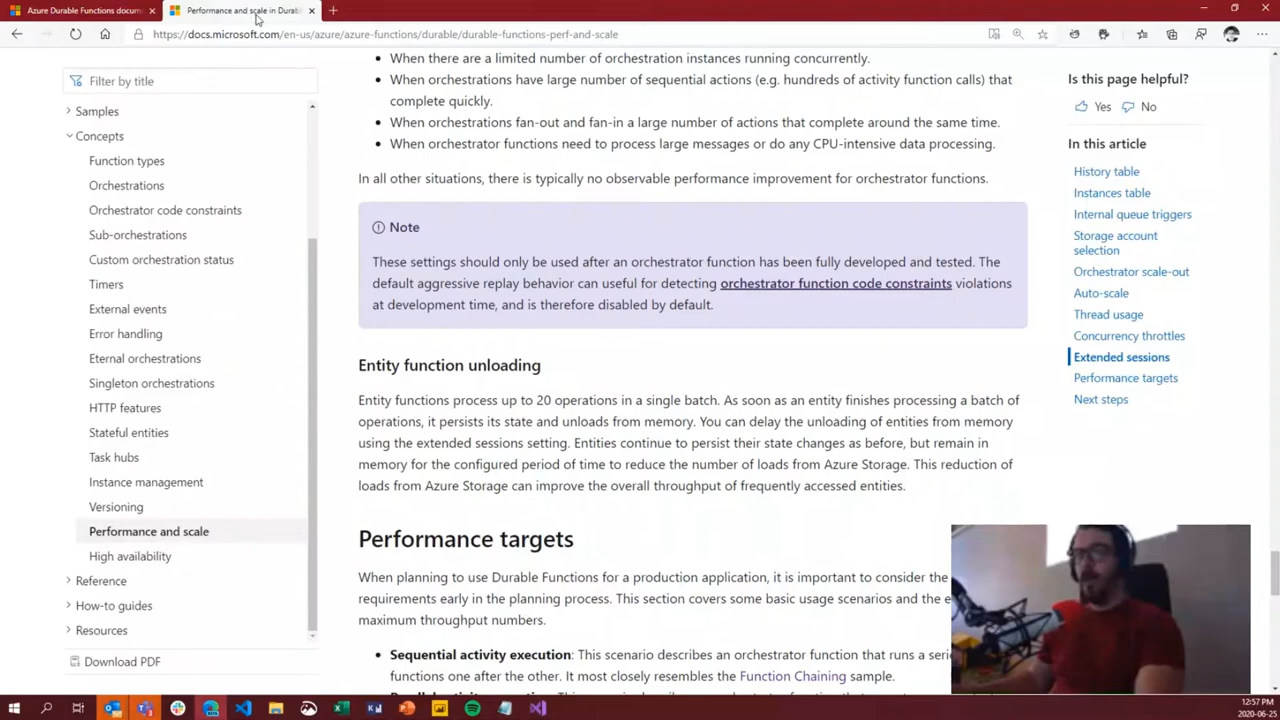 Azure Durable Functions docum
Performance and scale in Durabl
https://docs.microsoft.com/en-us/azure/azure-functions/durable/durable-functions-perf-and-scale
Filter by title
Samples
Concepts
Function types
Orchestrations
Orchestrator code constraints
Sub-orchestrations
Custom orchestration status
Timers
External events
Error handling
Eternal orchestrations
Singleton orchestrations
HTTP features
Stateful entities
Task hubs
Instance management
Versioning
Performance and scale
High availability
Reference
How-to guides
Resources
Download PDF
When there are a limited number of orchestration instances running concurrently.
When orchestrations have large number of sequential actions (e.g. hundreds of activity function calls) that
complete quickly.
When orchestrations fan-out and fan-in a large number of actions that complete around the same time.
When orchestrator functions need to process large messages or do any CPU-intensive data processing.
In all other situations, there is typically no observable performance improvement for orchestrator functions.
Note
These settings should only be used after an orchestrator function has been fully developed and tested. The
default aggressive replay behavior can useful for detecting orchestrator function code constraints violations
at development time, and is therefore disabled by default.
Entity function unloading
Entity functions process up to 20 operations in a single batch. As soon as an entity finishes processing a batch of
operations, it persists its state and unloads from memory. You can delay the unloading of entities from memory
using the extended sessions setting. Entities continue to persist their state changes as before, but remain in
memory for the configured period of time to reduce the number of loads from Azure Storage. This reduction of
loads from Azure Storage can improve the overall throughput of frequently accessed entities.
Performance targets
When planning to use Durable Functions for a production application, it is important to consider the
requirements early in the planning process. This section covers some basic usage scenarios and the e
maximum throughput numbers.
Sequential activity execution: This scenario describes an orchestrator function that runs a seri
functions one after the other. It most closely resembles the Function Chaining sample.
Is this page helpful?
Yes No
In this article
History table
Instances table
Internal queue triggers
Storage account
selection
Orchestrator scale-out
Auto-scale
Thread usage
Concurrency throttles
Extended sessions
Performance targets
Next steps
12:57 PM
2020-06-25